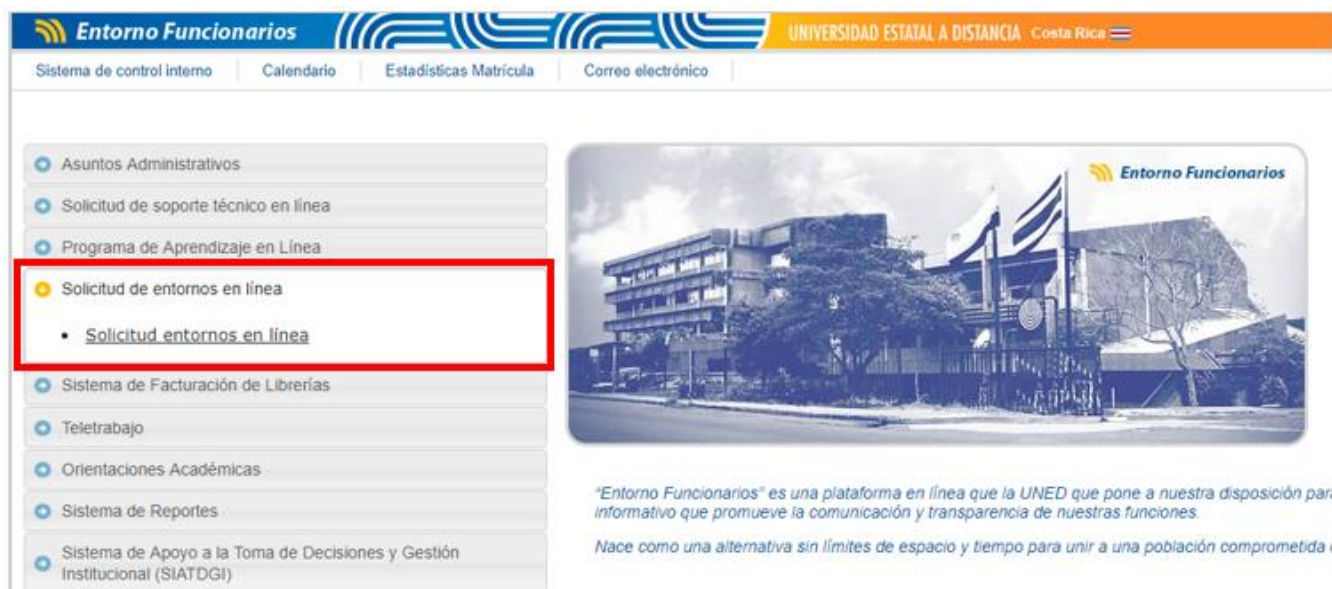 Entorno Funcionarios
UNIVERSIDAD ESTATAL A DISTANCIA Costa Rica
Sistema de control interno Calendario Estadísticas Matrícula Correo electrónico
Asuntos Administrativos
Solicitud de soporte técnico en línea
Programa de Aprendizaje en Línea
Solicitud de entornos en línea
Solicitud entornos en línea
Sistema de Facturación de Librerías
Teletrabajo
Orientaciones Académicas
Sistema de Reportes
Sistema de Apoyo a la Toma de Decisiones y Gestión
Institucional (SIATDGI)
Entorno Funcionarios
"Entorno Funcionarios" es una plataforma en línea que la UNED que pone a nuestra disposición para
informativo que promueve la comunicación y transparencia de nuestras funciones.
Nace como una alternativa sin límites de espacio y tiempo para unir a una población comprometida